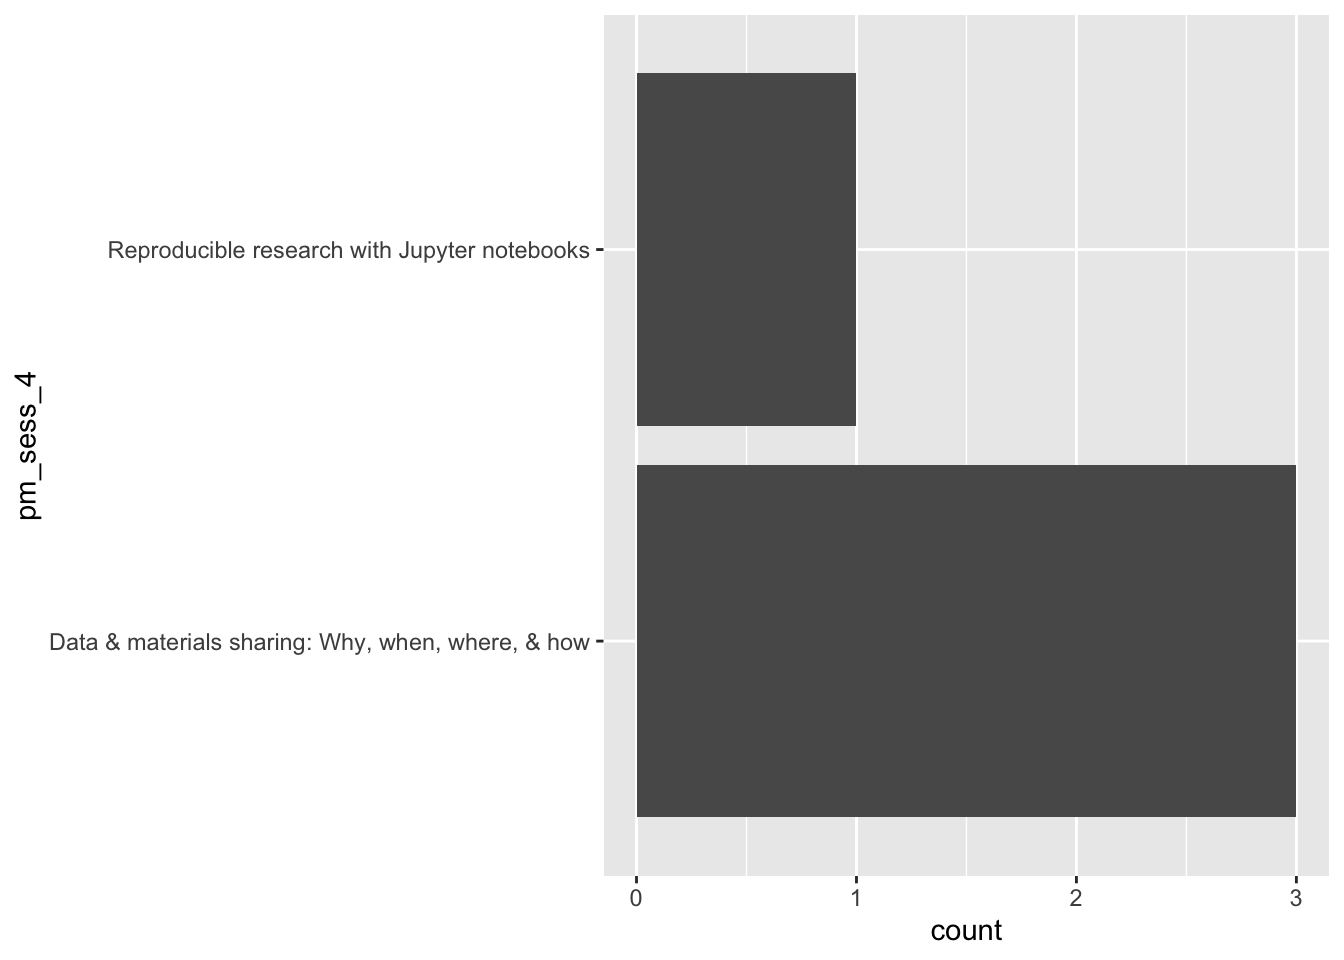 Reproducible research with Jupyter notebooks
pm_sess_4
Data & materials sharing: Why, when, where, & how
0 1 2 3
count